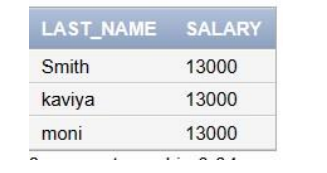 LAST_NAME SALARY
Smith 13000
kaviya 13000
moni 13000